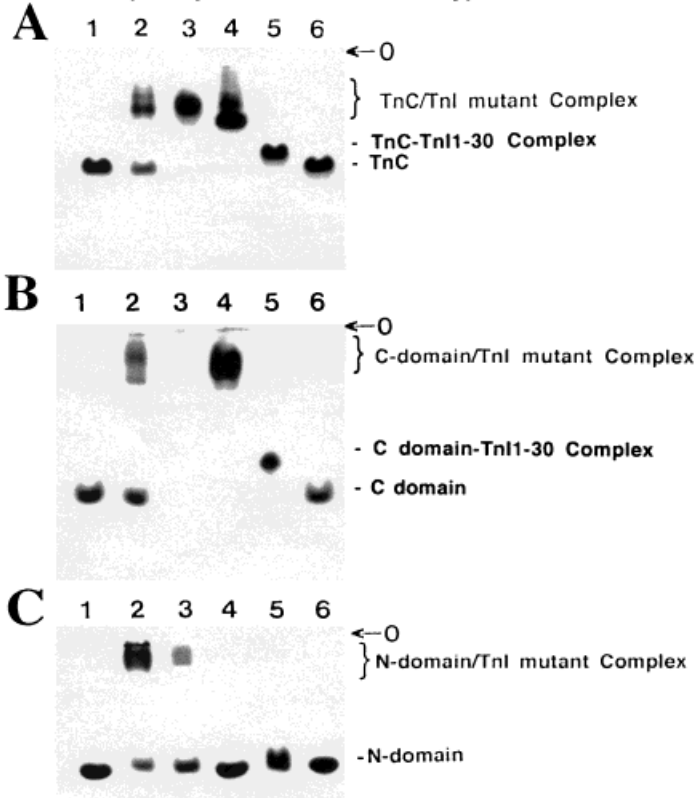 A
1 2 3 4 5 6
←0
} TnC/TnI mutant Complex
- TnC-TnI1-30 Complex
- TnC
B
1 2 3 4 5 6
←0
} C-domain/TnI mutant Complex
- C domain-TnI1-30 Complex
- C domain
C
1 2 3 4 5 6
←0
}N-domain/TnI mutant Complex
-N-domain